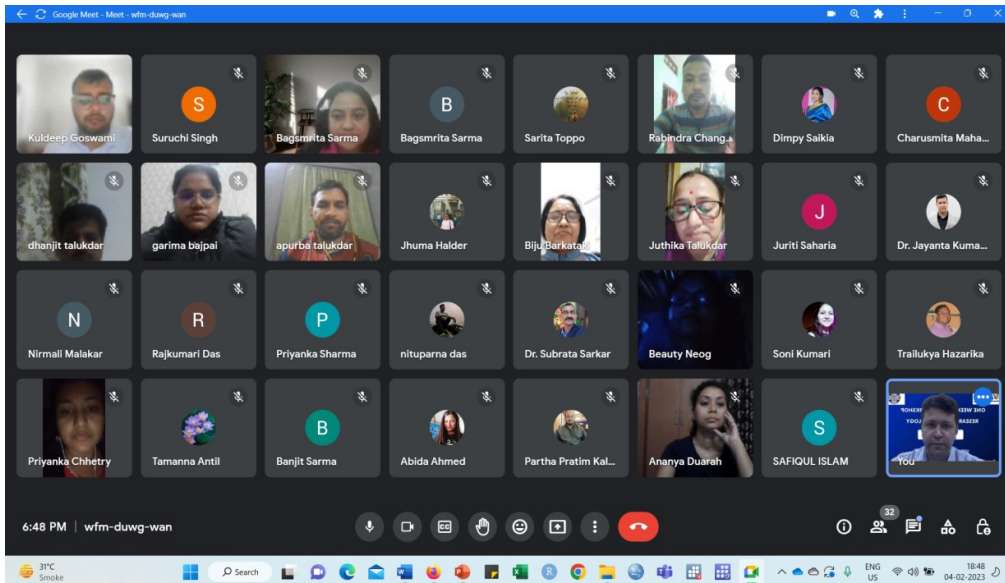 Google Meet - Meet - wfm-duwg-wan
Kuldeep Goswami
S
Suruchi Singh
Bagsmrita Sarma
B
Bagsmrita Sarma
Sarita Toppo
Rabindra Chang...
Dimpy Saikia
C
Charusmita Maha...
dhanjit talukdar
garima bajpai
apurba talukdar
Jhuma Halder
Biju Barkataki
Juthika Talukdar
J
Juriti Saharia
Dr. Jayanta Kuma...
N
Nirmali Malakar
R
Rajkumari Das
P
Priyanka Sharma
nituparna das
Dr. Subrata Sarkar
Beauty Neog
Soni Kumari
Trailukya Hazarika
Priyanka Chhetry
Tamanna Antil
B
Banjit Sarma
Abida Ahmed
Partha Pratim Kal...
Ananya Duarah
S
SAFIQUL ISLAM
ONE WEEK
You
6:48 PM | wfm-duwg-wan
32
31°C
Smoke
Search
ENG
US
18:48
04-02-2023